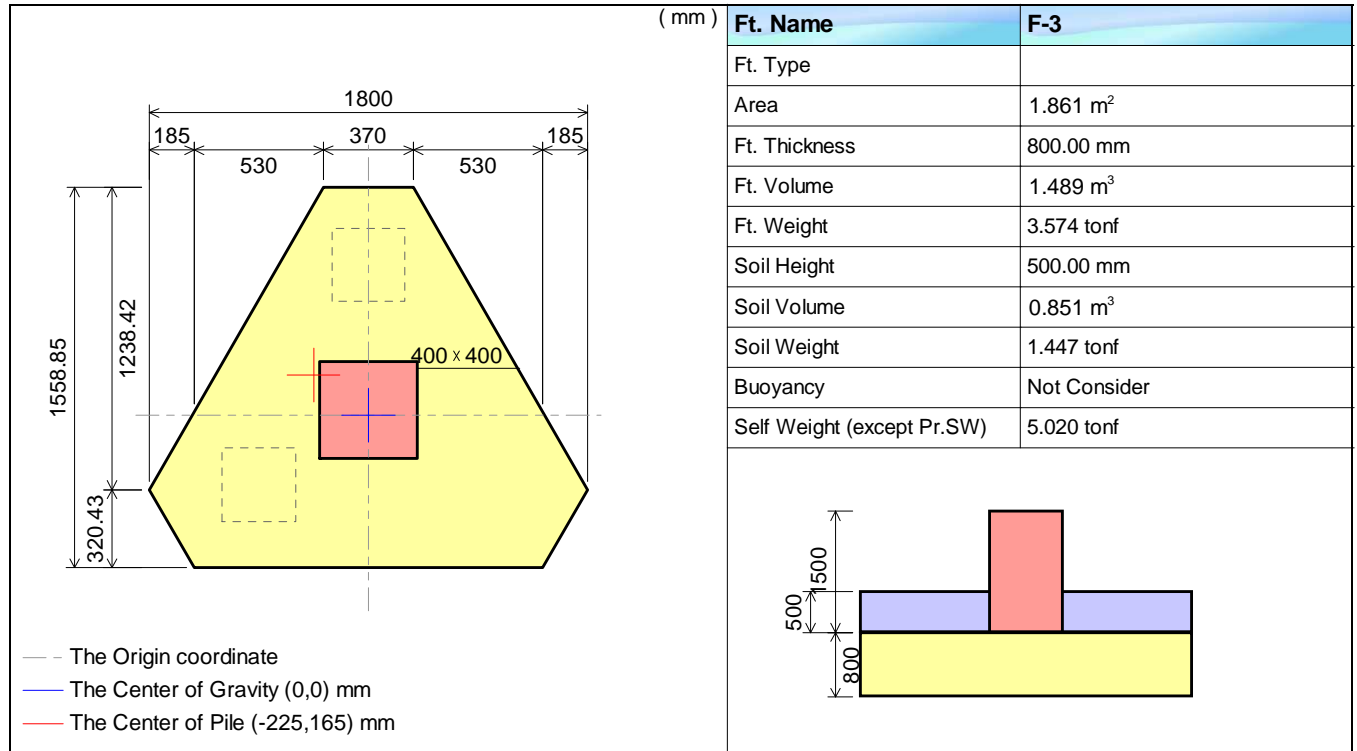 ( mm )
1800
185 370 185
530 530
1558.85
1238.42
320.43
400 x 400
The Origin coordinate
The Center of Gravity (0,0) mm
The Center of Pile (-225,165) mm
Ft. Name F-3
Ft. Type
Area 1.861 m²
Ft. Thickness 800.00 mm
Ft. Volume 1.489 m³
Ft. Weight 3.574 tonf
Soil Height 500.00 mm
Soil Volume 0.851 m³
Soil Weight 1.447 tonf
Buoyancy Not Consider
Self Weight (except Pr.SW) 5.020 tonf
1500
500
800